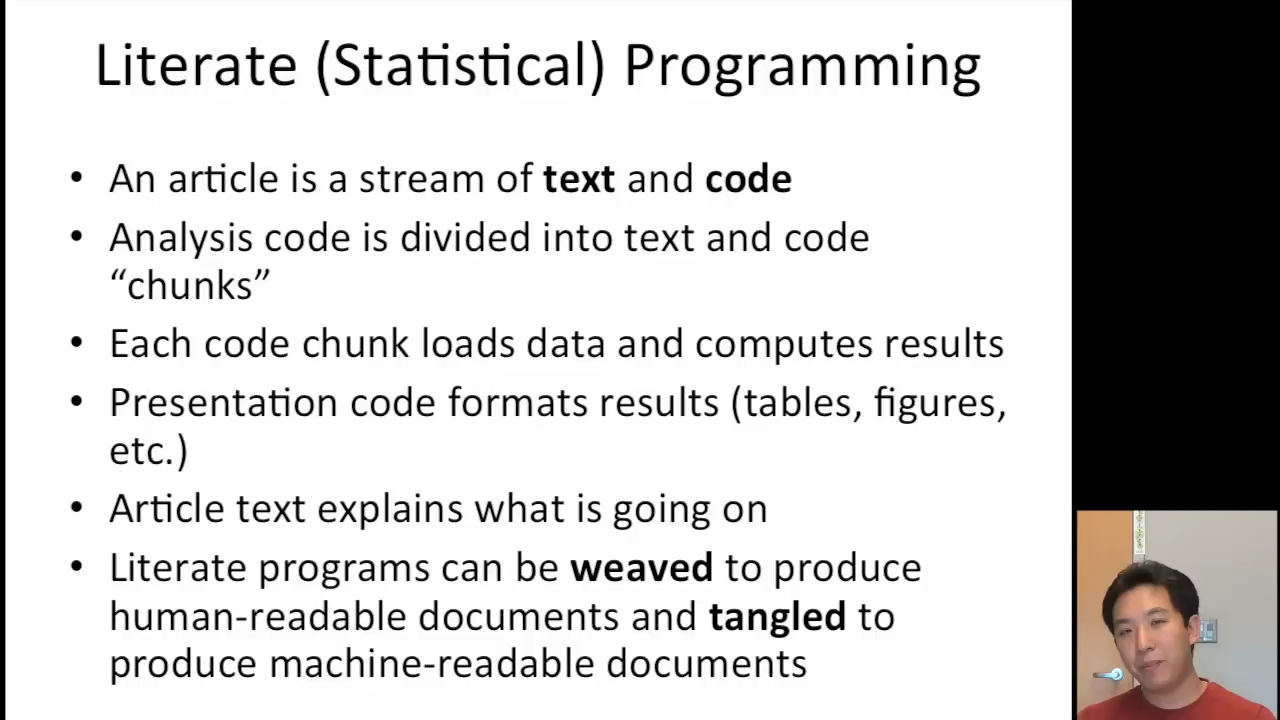 Literate (Statistical) Programming
• An article is a stream of text and code
• Analysis code is divided into text and code
“chunks”
• Each code chunk loads data and computes results
• Presentation code formats results (tables, figures,
etc.)
• Article text explains what is going on
• Literate programs can be weaved to produce
human-readable documents and tangled to
produce machine-readable documents